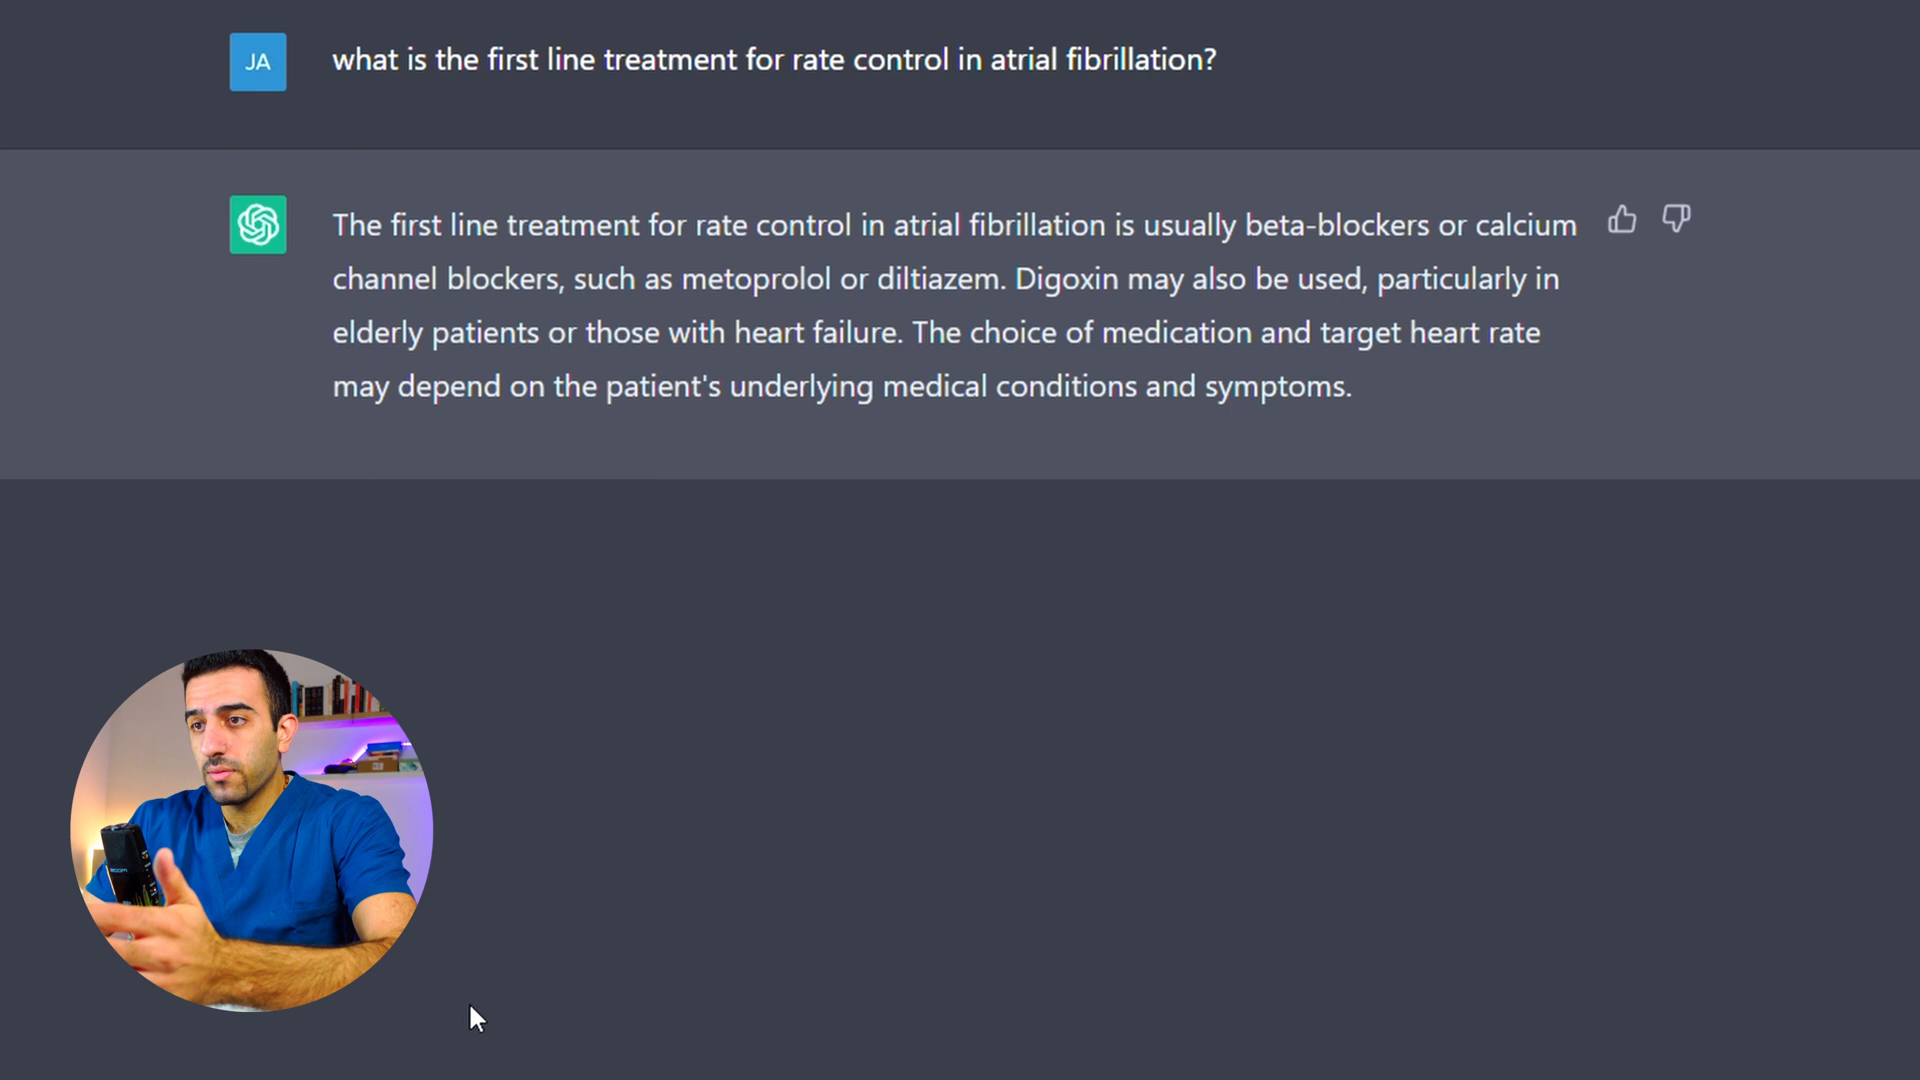 JA
what is the first line treatment for rate control in atrial fibrillation?
The first line treatment for rate control in atrial fibrillation is usually beta-blockers or calcium
channel blockers, such as metoprolol or diltiazem. Digoxin may also be used, particularly in
elderly patients or those with heart failure. The choice of medication and target heart rate
may depend on the patient's underlying medical conditions and symptoms.
zoom